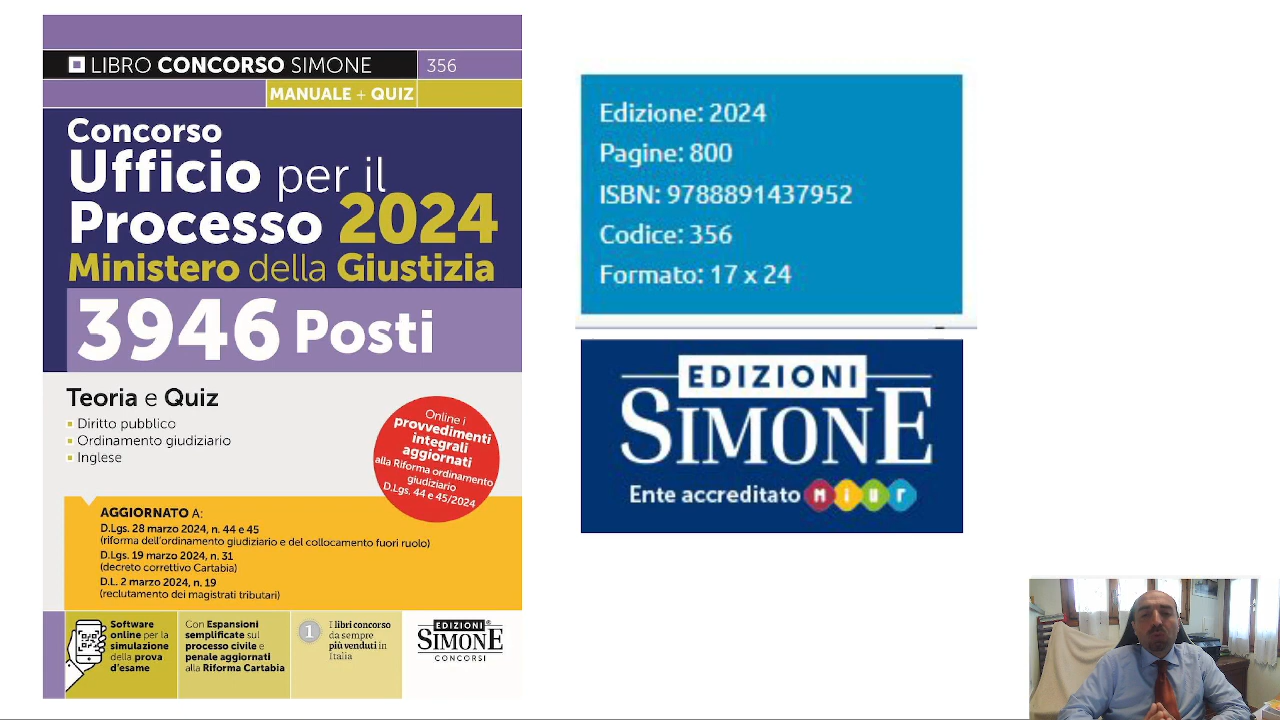 LIBRO CONCORSO SIMONE 356
MANUALE + QUIZ
Concorso
Ufficio per il
Processo 2024
Ministero della Giustizia
3946 Posti
Teoria e Quiz
Diritto pubblico
Ordinamento giudiziario
Inglese
Online i
provvedimenti
integrali
aggiornati
alla Riforma ordinamento
giudiziario
D.Lgs. 44 e 45/2024
AGGIORNATO A:
D.Lgs. 28 marzo 2024, n. 44 e 45
(riforma dell'ordinamento giudiziario e del collocamento fuori ruolo)
D.Lgs. 19 marzo 2024, n. 31
(decreto correttivo Cartabia)
D.L. 2 marzo 2024, n. 19
(reclutamento dei magistrati tributari)
Software
online per la
simulazione
della prova
d'esame
Con Espansioni
semplificate sul
processo civile e
penale aggiornati
alla Riforma Cartabia
1
I libri concorso
da sempre
più venduti in
Italia
EDIZIONI
SIMONE®
CONCORSI
Edizione: 2024
Pagine: 800
ISBN: 9788891437952
Codice: 356
Formato: 17 x 24
EDIZIONI
SIMONE
Ente accreditato miur